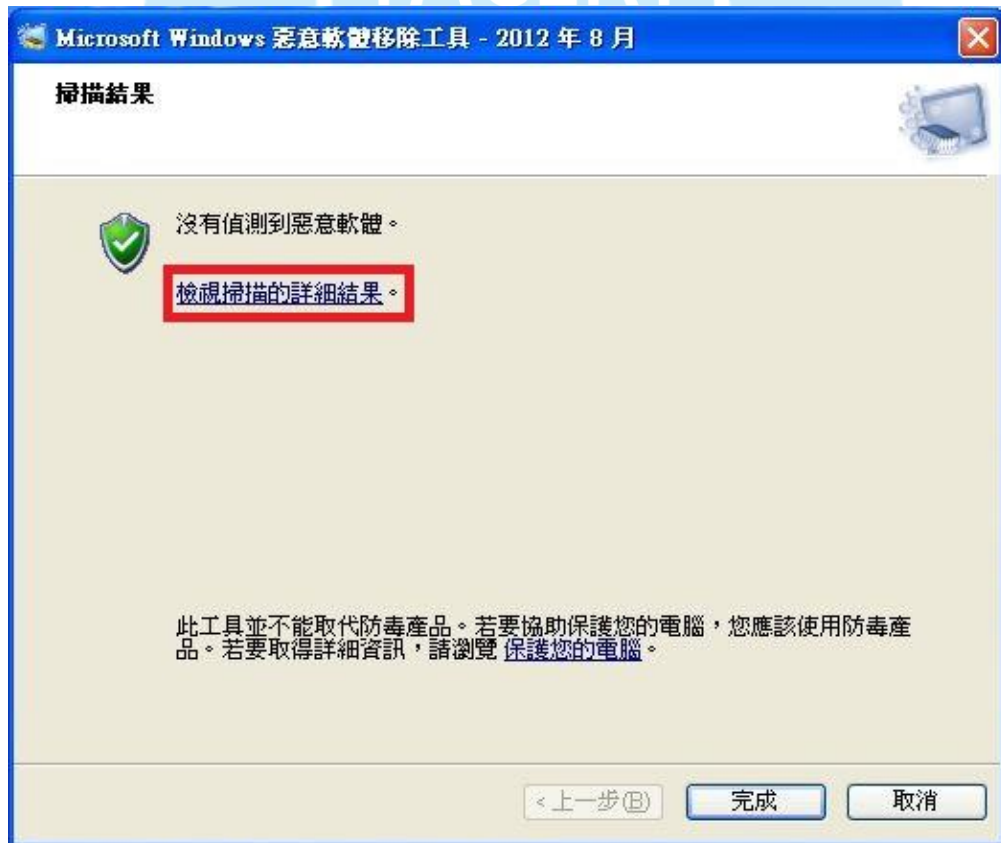 Microsoft Windows 惡意軟體移除工具 - 2012 年 8 月
掃描結果
沒有偵測到惡意軟體。
檢視掃描的詳細結果。
此工具並不能取代防毒產品。若要協助保護您的電腦，您應該使用防毒產
品。若要取得詳細資訊，請瀏覽 保護您的電腦。
<上一步(B)
完成
取消